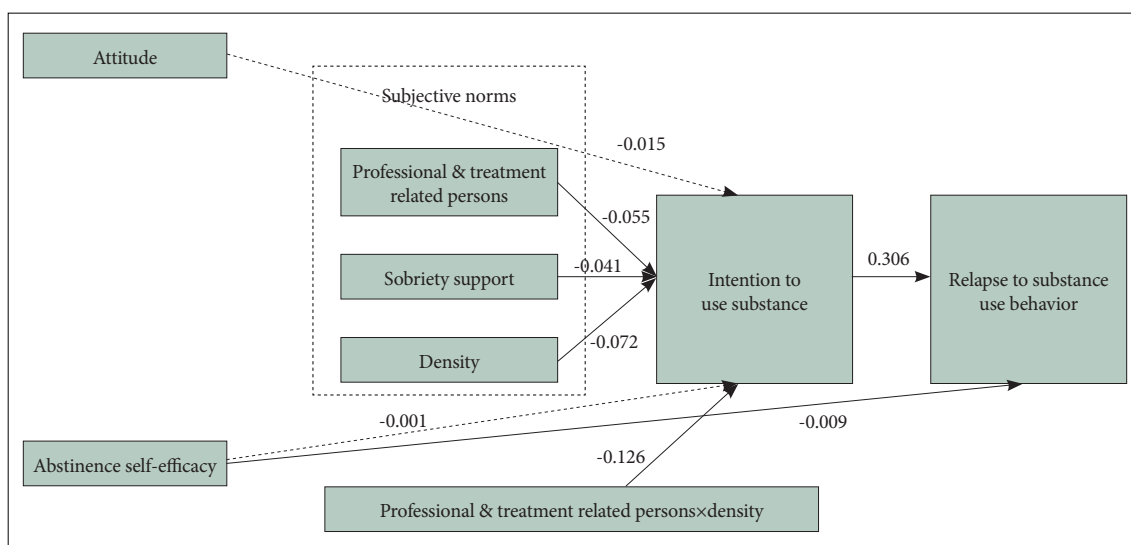 Attitude
Subjective norms
-0.015
Professional & treatment
related persons
-0.055
Sobriety support
-0.041
Intention to
use substance
0.306
Relapse to substance
use behavior
Density
-0.072
-0.001
-0.009
Abstinence self-efficacy
-0.126
Professional & treatment related persons×density